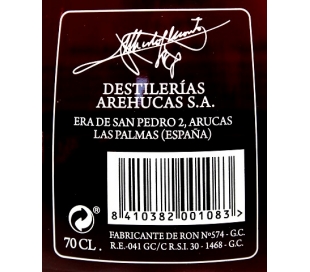 DESTILERÍAS
AREHUCAS S.A.
ERA DE SAN PEDRO 2, ARUCAS
LAS PALMAS (ESPAÑA)
8 410382 001083 >
70 CL.
FABRICANTE DE RON Nº574 - G.C.
R.E.-041 GC/C R.S.I. 30 - 1468 - G.C.